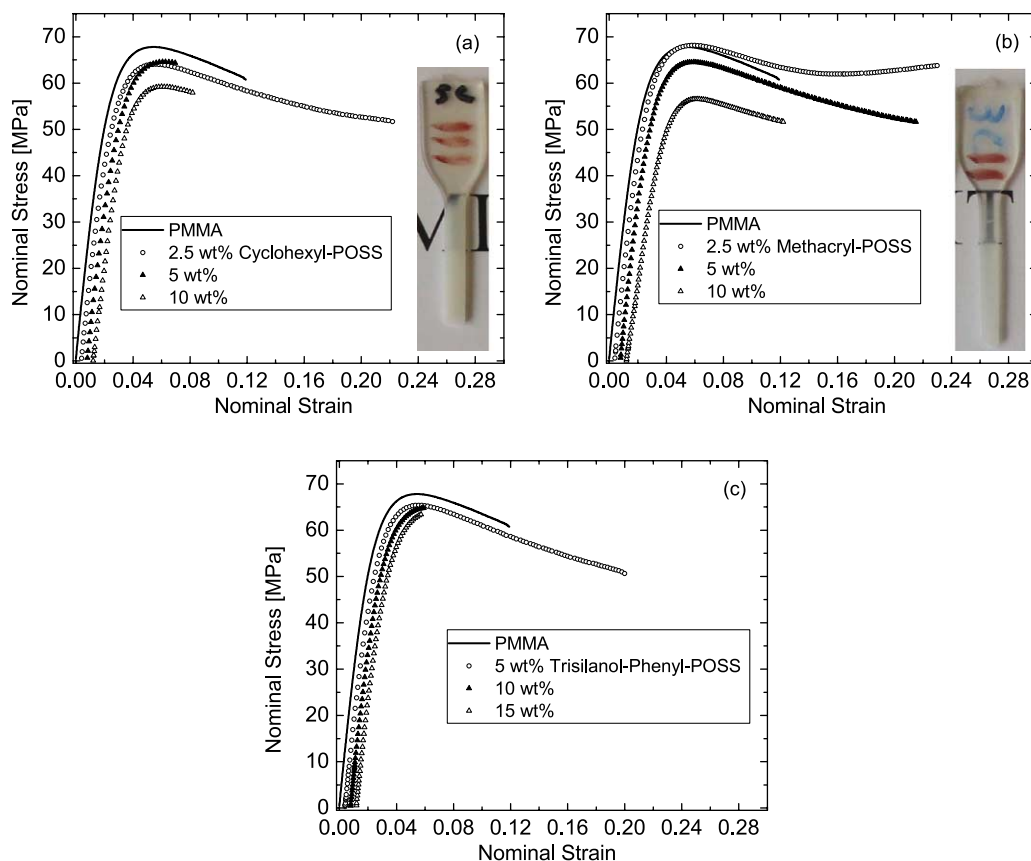 (a)
70
60
50
40
30
20
10
0
Nominal Stress [MPa]
PMMA
2.5 wt% Cyclohexyl-POSS
5 wt%
10 wt%
0.00 0.04 0.08 0.12 0.16 0.20 0.24 0.28
Nominal Strain
(b)
70
60
50
40
30
20
10
0
Nominal Stress [MPa]
PMMA
2.5 wt% Methacryl-POSS
5 wt%
10 wt%
0.00 0.04 0.08 0.12 0.16 0.20 0.24 0.28
Nominal Strain
(c)
70
60
50
40
30
20
10
0
Nominal Stress [MPa]
PMMA
5 wt% Trisilanol-Phenyl-POSS
10 wt%
15 wt%
0.00 0.04 0.08 0.12 0.16 0.20 0.24 0.28
Nominal Strain